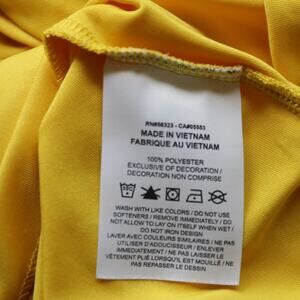 RN#56323 - CA#05553
MADE IN VIETNAM
FABRIQUE AU VIETNAM
100% POLYESTER
EXCLUSIVE OF DECORATION /
DECORATION NON COMPRISE
WASH WITH LIKE COLORS / DO NOT USE
SOFTENERS / REMOVE IMMEDIATELY / DO
NOT ALLOW TO LAY ON ITSELF WHEN WET /
DO NOT IRON DESIGN
LAVER AVEC COULEURS SIMILAIRES / NE PAS
UTILISER D'ADOUCISSEUR / ENLEVER
IMMÉDIATEMENT / NE PAS LAISSER LE
VÊTEMENT PLIÉ LORSQU'IL EST MOUILLÉ / NE
PAS REPASSER LE DESSIN